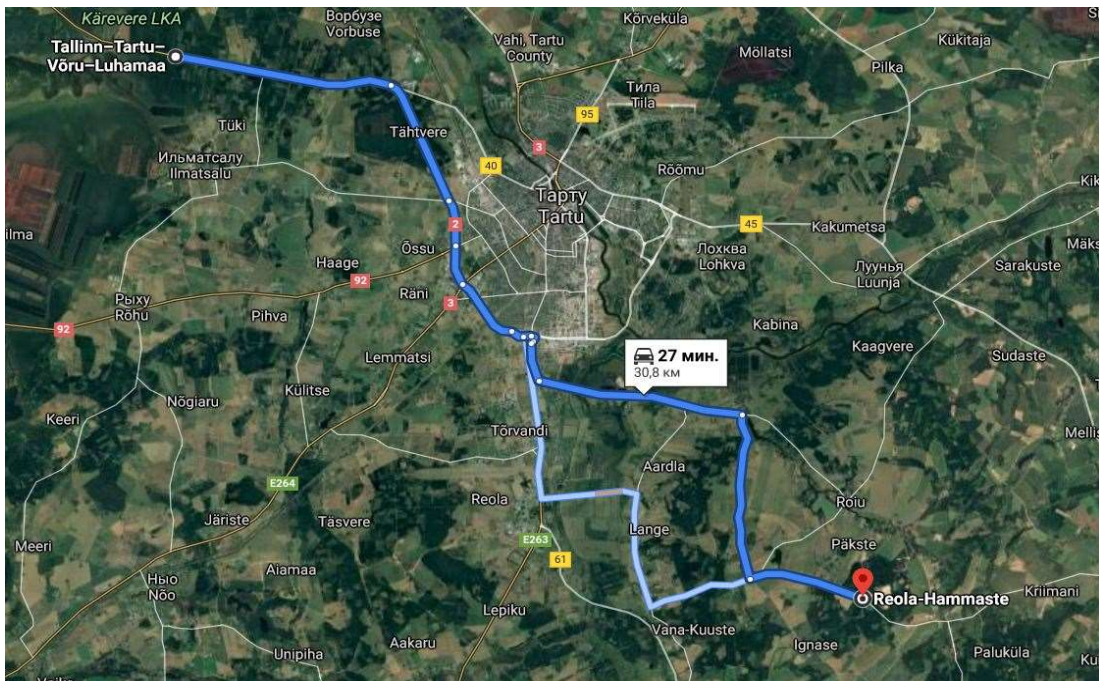 Kärevere LKA
Ворбузе
Vorbuse
Kõrveküla
Tallinn–Tartu–
Võru–Luhamaa
Vahi, Tartu
County
Möllatsi
Kükitaja
Pilka
Тила
Tila
Tüki
Tähtvere
95
3
Ильматсалу
Ilmatsalu
40
Rõõmu
Тарту
Tartu
2
45
Kakumetsa
ilma
Õssu
Лохква
Lohkva
Haage
92
Räni
3
Луунья
Luunja
Sarakuste
Рыху
Rõhu
92
Pihva
Kabina
Lemmatsi
27 мин.
30,8 км
Kaagvere
Sudaste
Külitse
Nõgiaru
Keeri
Tõrvandi
Mellis
Aardla
E264
Reola
Roiu
Järiste
Täsvere
Lange
Meeri
E263
61
Päkste
Aiamaa
Ныо
Nõo
Reola-Hammaste
Kriimani
Lepiku
Vana-Kuuste
Aakaru
Ignase
Unipiha
Paluküla